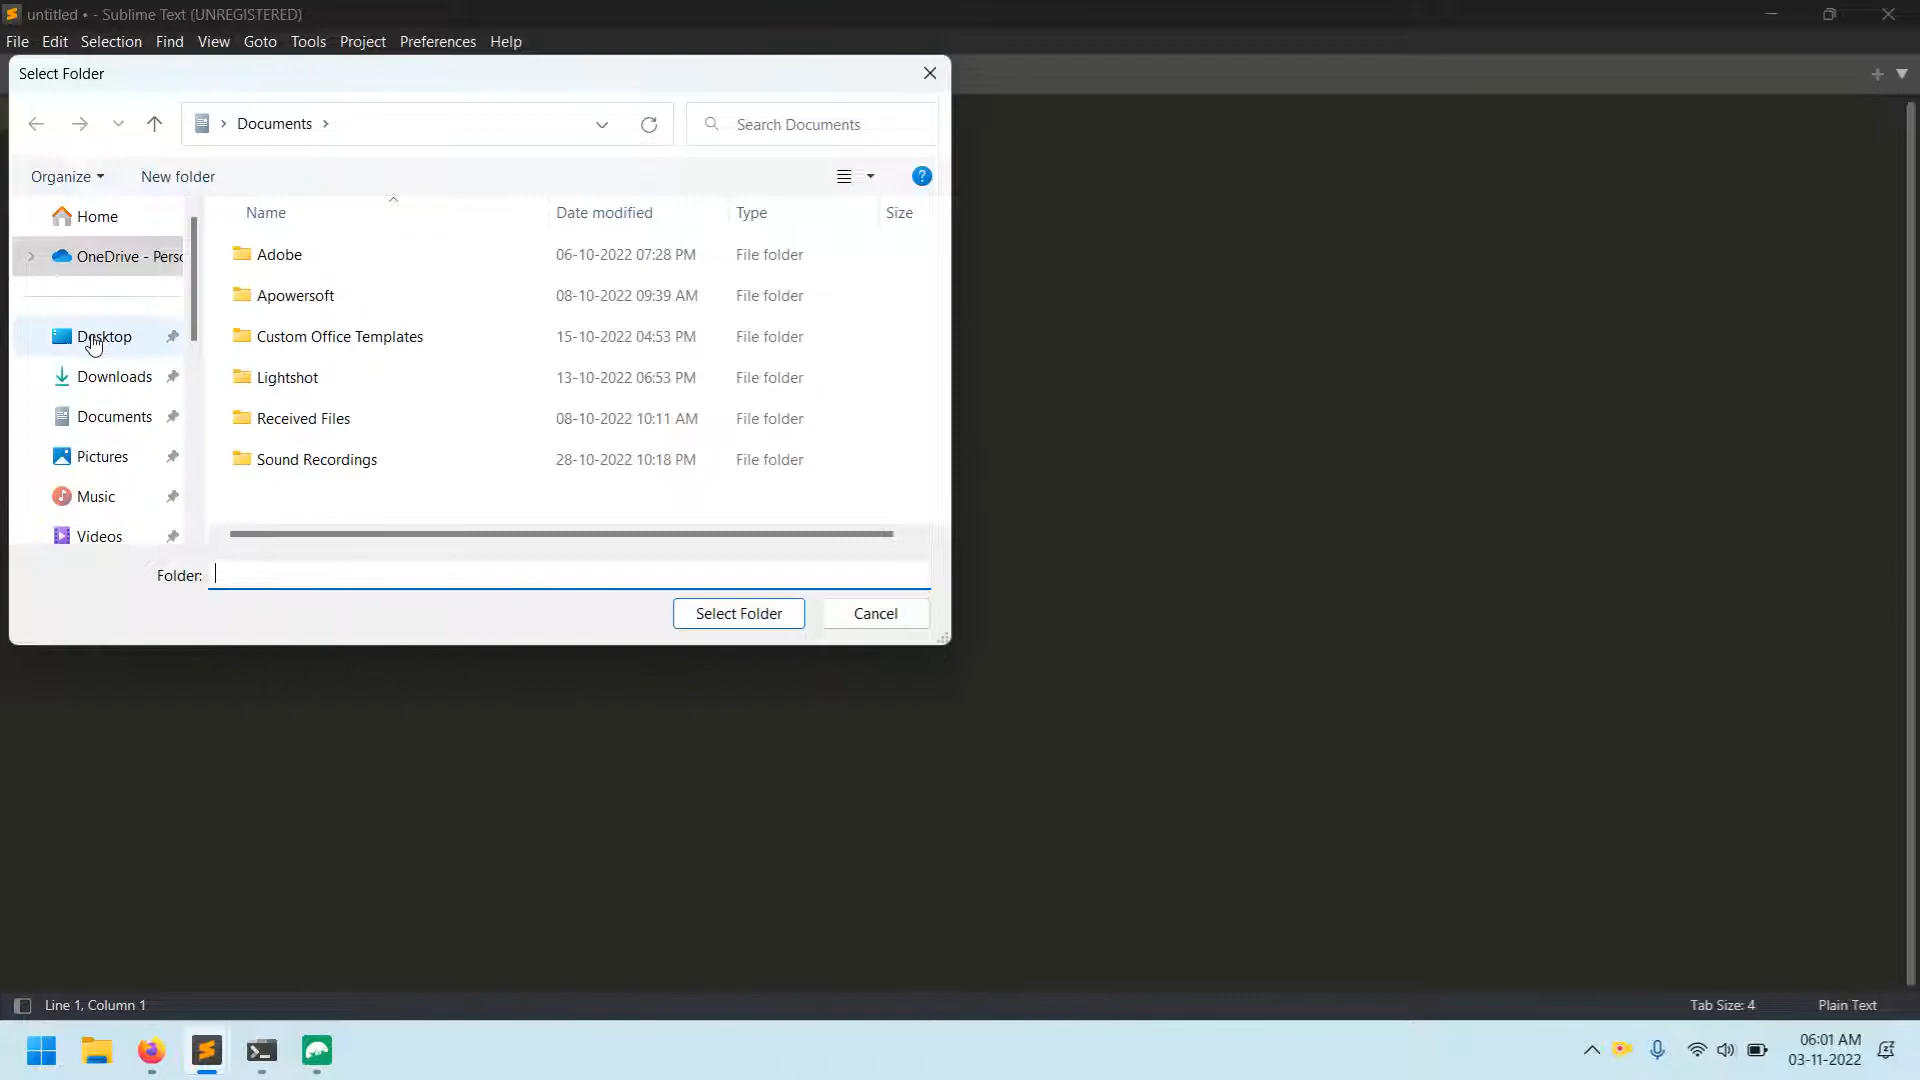 untitled • - Sublime Text (UNREGISTERED)
File Edit Selection Find View Goto Tools Project Preferences Help
Select Folder
Documents
Search Documents
Organize New folder
Name Date modified Type Size
Home
OneDrive - Perso
Desktop
Downloads
Documents
Pictures
Music
Videos
Adobe 06-10-2022 07:28 PM File folder
Apowersoft 08-10-2022 09:39 AM File folder
Custom Office Templates 15-10-2022 04:53 PM File folder
Lightshot 13-10-2022 06:53 PM File folder
Received Files 08-10-2022 10:11 AM File folder
Sound Recordings 28-10-2022 10:18 PM File folder
Folder:
Select Folder Cancel
Line 1, Column 1 Tab Size: 4 Plain Text
06:01 AM
03-11-2022